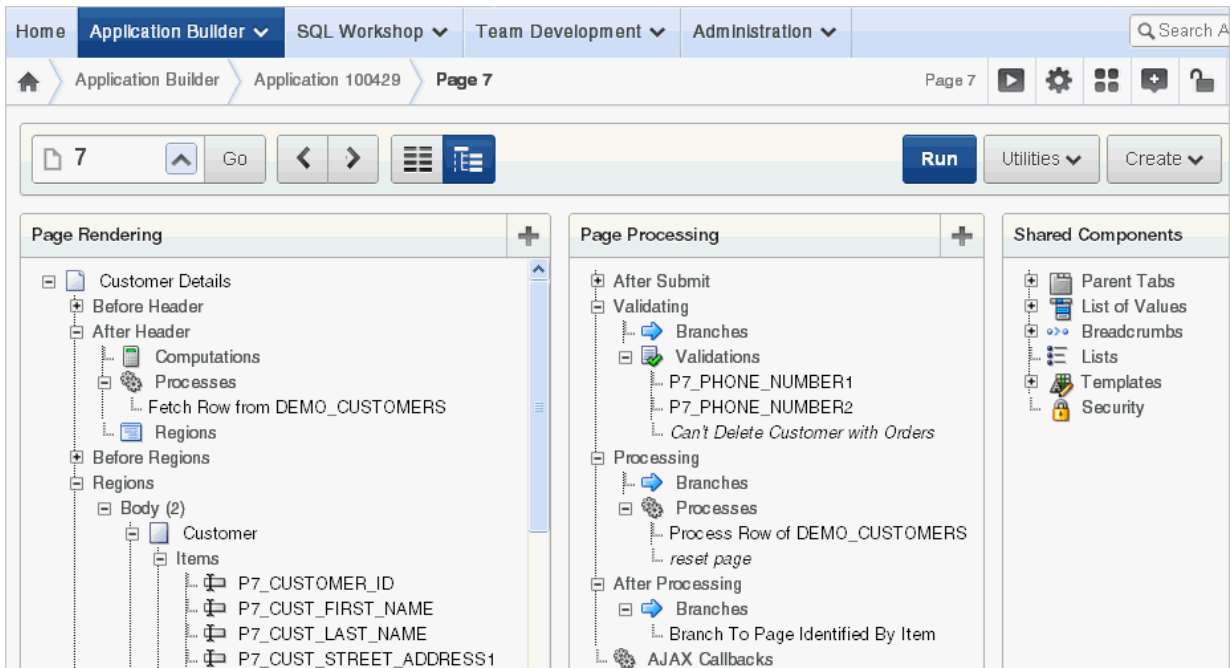 Home Application Builder SQL Workshop Team Development Administration Search A
Application Builder Application 100429 Page 7 Page 7
7 Go Run Utilities Create
Page Rendering
Customer Details
Before Header
After Header
Computations
Processes
Fetch Row from DEMO_CUSTOMERS
Regions
Before Regions
Regions
Body (2)
Customer
Items
P7_CUSTOMER_ID
P7_CUST_FIRST_NAME
P7_CUST_LAST_NAME
P7_CUST_STREET_ADDRESS1
Page Processing
After Submit
Validating
Branches
Validations
P7_PHONE_NUMBER1
P7_PHONE_NUMBER2
Can't Delete Customer with Orders
Processing
Branches
Processes
Process Row of DEMO_CUSTOMERS
reset page
After Processing
Branches
Branch To Page Identified By Item
AJAX Callbacks
Shared Components
Parent Tabs
List of Values
Breadcrumbs
Lists
Templates
Security